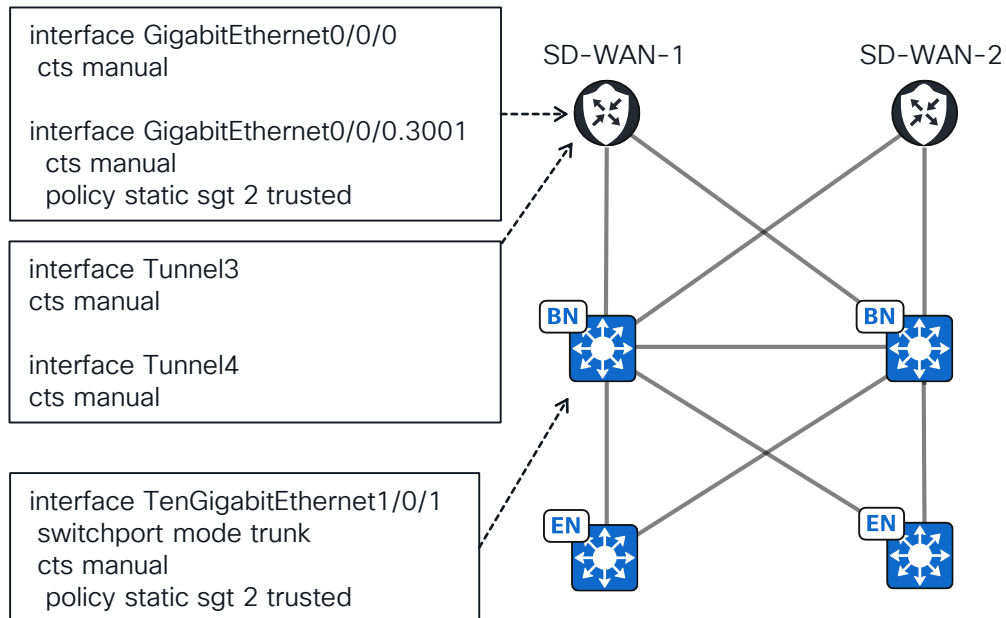 interface GigabitEthernet0/0/0
cts manual
interface GigabitEthernet0/0/0.3001
cts manual
policy static sgt 2 trusted
interface Tunnel3
cts manual
interface Tunnel4
cts manual
interface TenGigabitEthernet1/0/1
switchport mode trunk
cts manual
policy static sgt 2 trusted
SD-WAN-1
SD-WAN-2
BN
BN
EN
EN